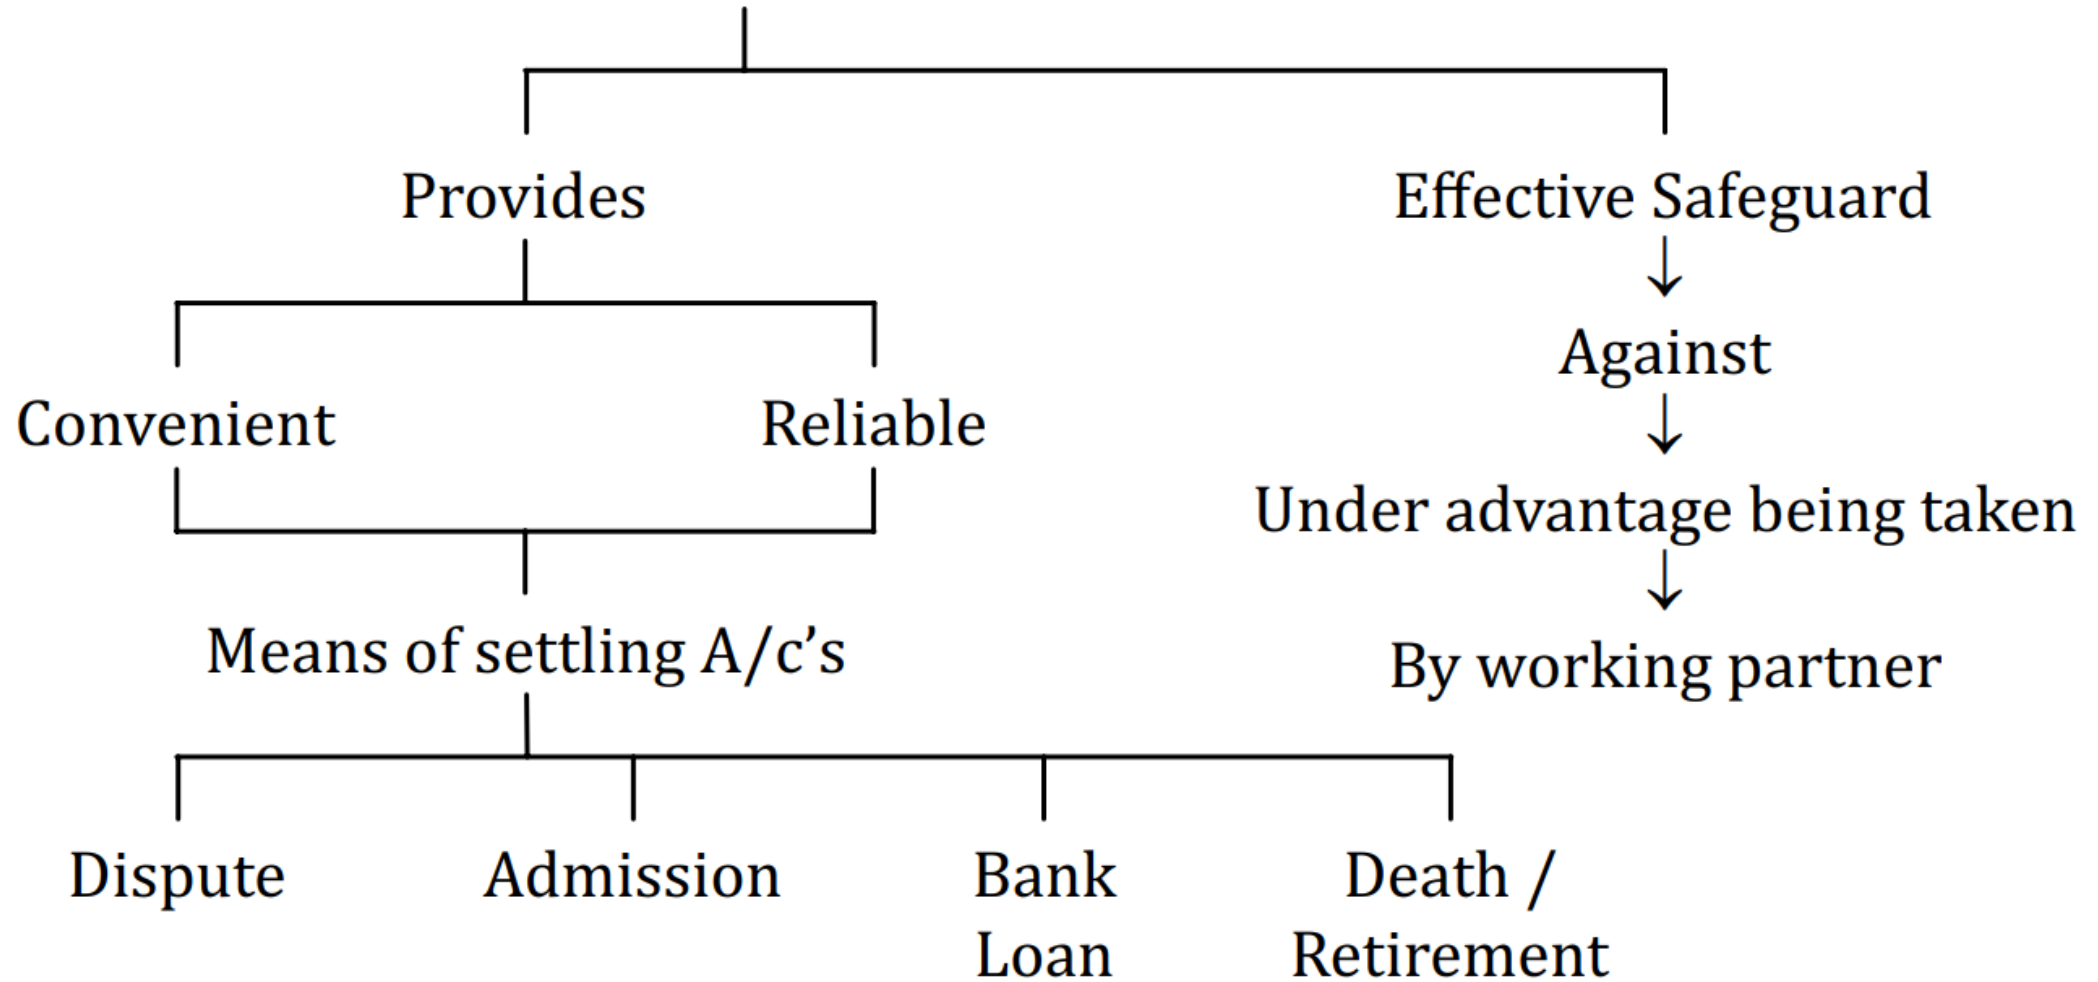 Provides
Effective Safeguard
Against
Convenient
Reliable
Under advantage being taken
Means of settling A/c’s
By working partner
Dispute
Admission
Bank
Loan
Death /
Retirement